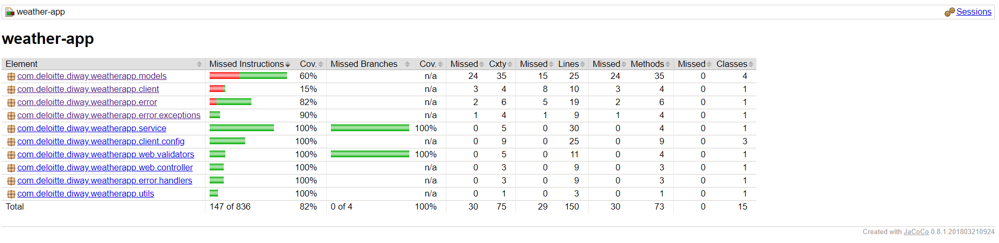 weather-app Sessions
weather-app
Element Missed Instructions Cov. Missed Branches Cov. Missed Cxty Missed Lines Missed Methods Missed Classes
com.deloitte.diway.weatherapp.models 60% n/a 24 35 15 25 24 35 0 4
com.deloitte.diway.weatherapp.client 15% n/a 3 4 8 10 3 4 0 1
com.deloitte.diway.weatherapp.error 82% n/a 2 6 5 19 2 6 0 1
com.deloitte.diway.weatherapp.error.exceptions 90% n/a 1 4 1 9 1 4 0 1
com.deloitte.diway.weatherapp.service 100% 100% 0 5 0 30 0 4 0 1
com.deloitte.diway.weatherapp.client.config 100% n/a 0 9 0 25 0 9 0 3
com.deloitte.diway.weatherapp.web.validators 100% 100% 0 5 0 11 0 4 0 1
com.deloitte.diway.weatherapp.web.controller 100% n/a 0 3 0 9 0 3 0 1
com.deloitte.diway.weatherapp.error.handlers 100% n/a 0 3 0 9 0 3 0 1
com.deloitte.diway.weatherapp.utils 100% n/a 0 1 0 3 0 1 0 1
Total 147 of 836 82% 0 of 4 100% 30 75 29 150 30 73 0 15
Created with JaCoCo 0.8.1.201803210924